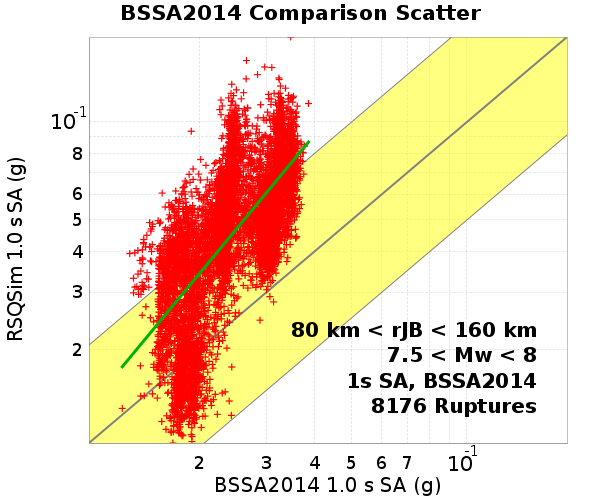 BSSA2014 Comparison Scatter
RSQSim 1.0 s SA (g)
10-1
8
6
5
4
3
2
80 km < rJB < 160 km
7.5 < Mw < 8
1s SA, BSSA2014
8176 Ruptures
2 3 4 5 6 7 10-1
BSSA2014 1.0 s SA (g)